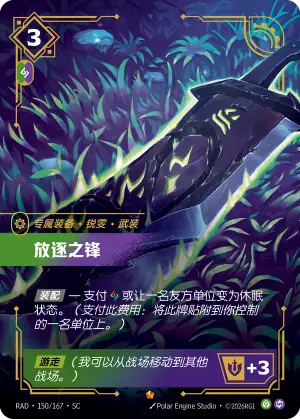 3
专属装备・锐雯・武装
放逐之锋
装配 — 支付 或让一名友方单位变为休眠
状态。（支付此费用：将此牌贴附到你控制
的一名单位上。）
游走 （我可以从战场移动到其他
战场。）
+3
RAD・150/167・SC
Polar Engine Studio・©2026RGL